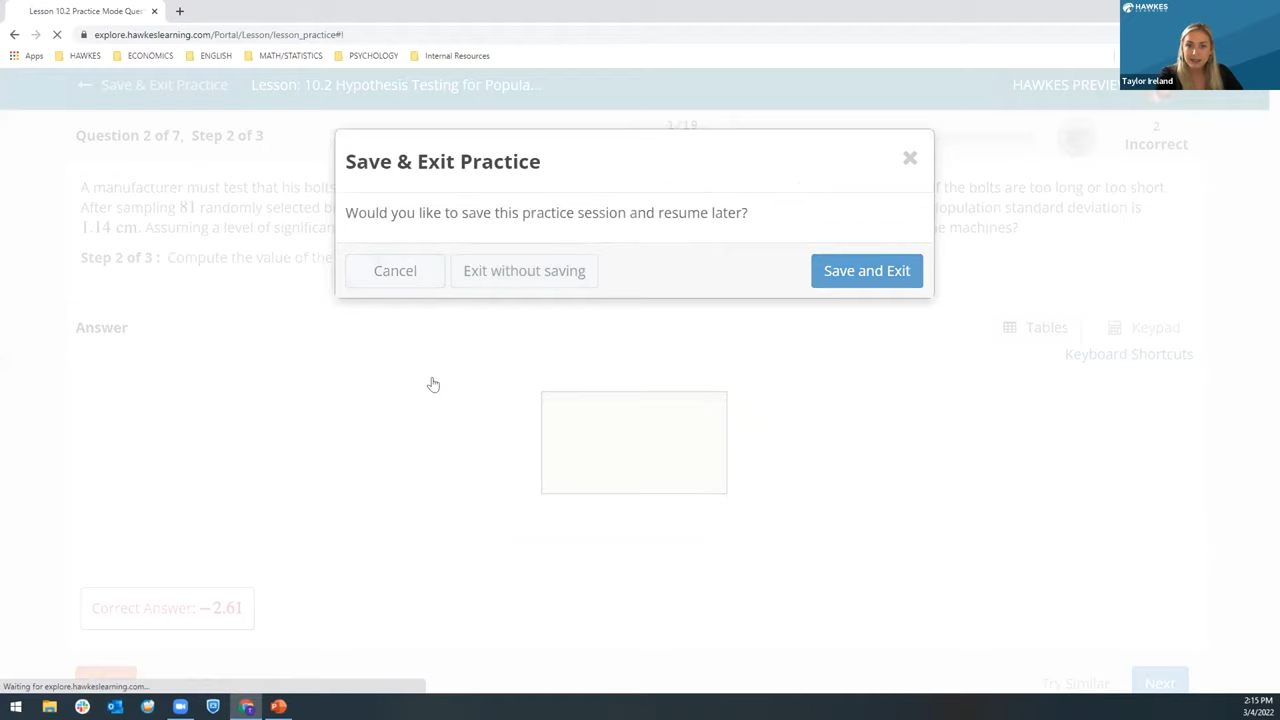 Lesson 10.2 Practice Mode Que
HAWKES
LEARNING
explore.hawkeslearning.com/Portal/Lesson/lesson_practice#!
Apps HAWKES ECONOMICS ENGLISH MATH/STATISTICS PSYCHOLOGY Internal Resources
Taylor Ireland
Save & Exit Practice Lesson: 10.2 Hypothesis Testing for Popula... HAWKES PREVIE
Question 2 of 7, Step 2 of 3 1/19 2
Incorrect
Save & Exit Practice
A manufacturer must test that his bolts of the bolts are too long or too short.
After sampling 81 randomly selected b population standard deviation is
Would you like to save this practice session and resume later?
1.14 cm. Assuming a level of significan e machines?
Step 2 of 3 : Compute the value of the
Cancel Exit without saving Save and Exit
Answer Tables Keypad
Keyboard Shortcuts
Correct Answer: −2.61
Try Similar Next
Waiting for explore.hawkeslearning.com...
2:15 PM
3/4/2022